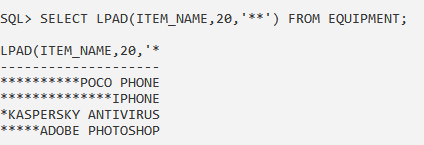 SQL> SELECT LPAD(ITEM_NAME,20,'**') FROM EQUIPMENT;
LPAD(ITEM_NAME,20,'*
--------------------
**********POCO PHONE
**************IPHONE
*KASPERSKY ANTIVIRUS
*****ADOBE PHOTOSHOP